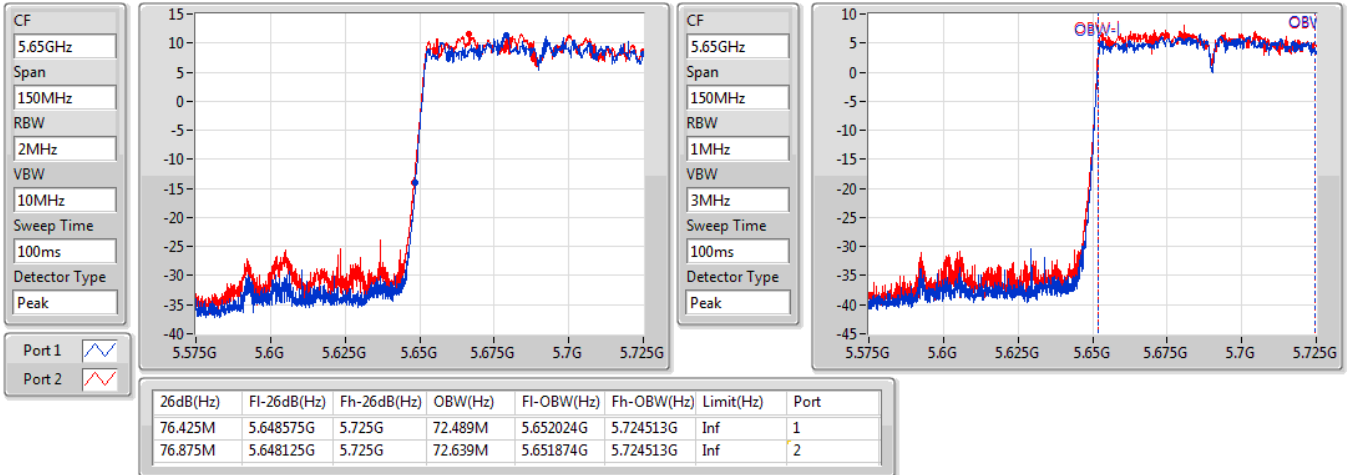 CF
5.65GHz
Span
150MHz
RBW
2MHz
VBW
10MHz
Sweep Time
100ms
Detector Type
Peak
Port 1
Port 2
15
10
5
0
-5
-10
-15
-20
-25
-30
-35
-40
5.575G 5.6G 5.625G 5.65G 5.675G 5.7G 5.725G
CF
5.65GHz
Span
150MHz
RBW
1MHz
VBW
3MHz
Sweep Time
100ms
Detector Type
Peak
10
5
0
-5
-10
-15
-20
-25
-30
-35
-40
-45
OBW-l OBW
5.575G 5.6G 5.625G 5.65G 5.675G 5.7G 5.725G
26dB(Hz) Fl-26dB(Hz) Fh-26dB(Hz) OBW(Hz) Fl-OBW(Hz) Fh-OBW(Hz) Limit(Hz) Port
76.425M 5.648575G 5.725G 72.489M 5.652024G 5.724513G Inf 1
76.875M 5.648125G 5.725G 72.639M 5.651874G 5.724513G Inf 2